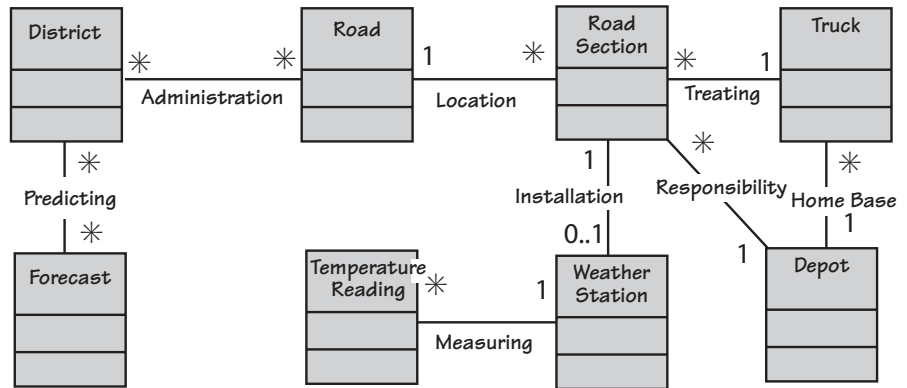 District
Road
Road
Section
Truck
*
*
1
*
*
1
Administration
Location
Treating
*
1
*
*
Predicting
Installation
Responsibility
Home Base
*
0..1
1
1
Forecast
Temperature
Reading
*
1
Weather
Station
Depot
Measuring